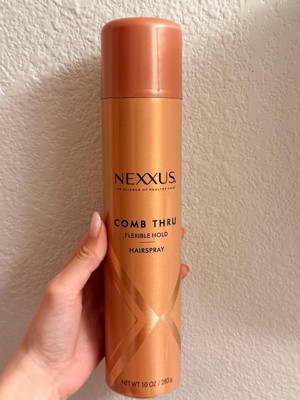 NEXXUS.
THE SCIENCE OF HEALTHY HAIR
COMB THRU
FLEXIBLE HOLD
HAIRSPRAY
NET WT 10 OZ / 283 g